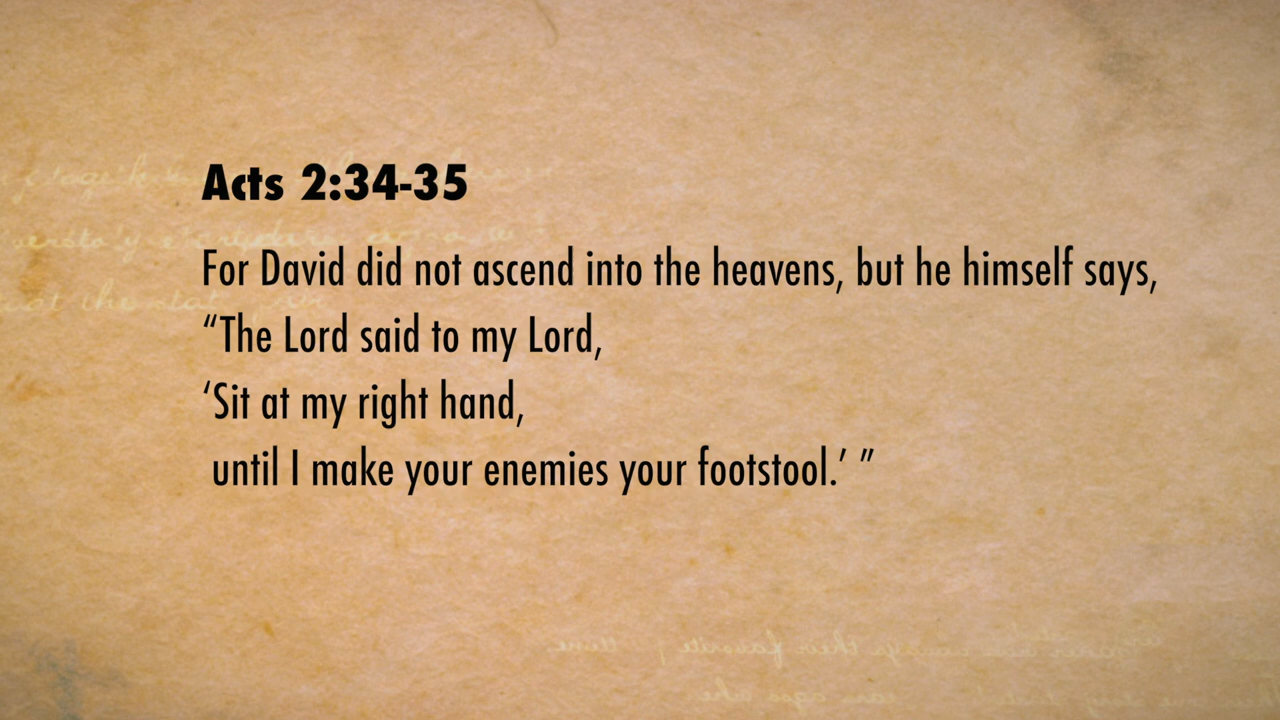 Acts 2:34-35
For David did not ascend into the heavens, but he himself says,
“The Lord said to my Lord,
‘Sit at my right hand,
until I make your enemies your footstool.’ ”